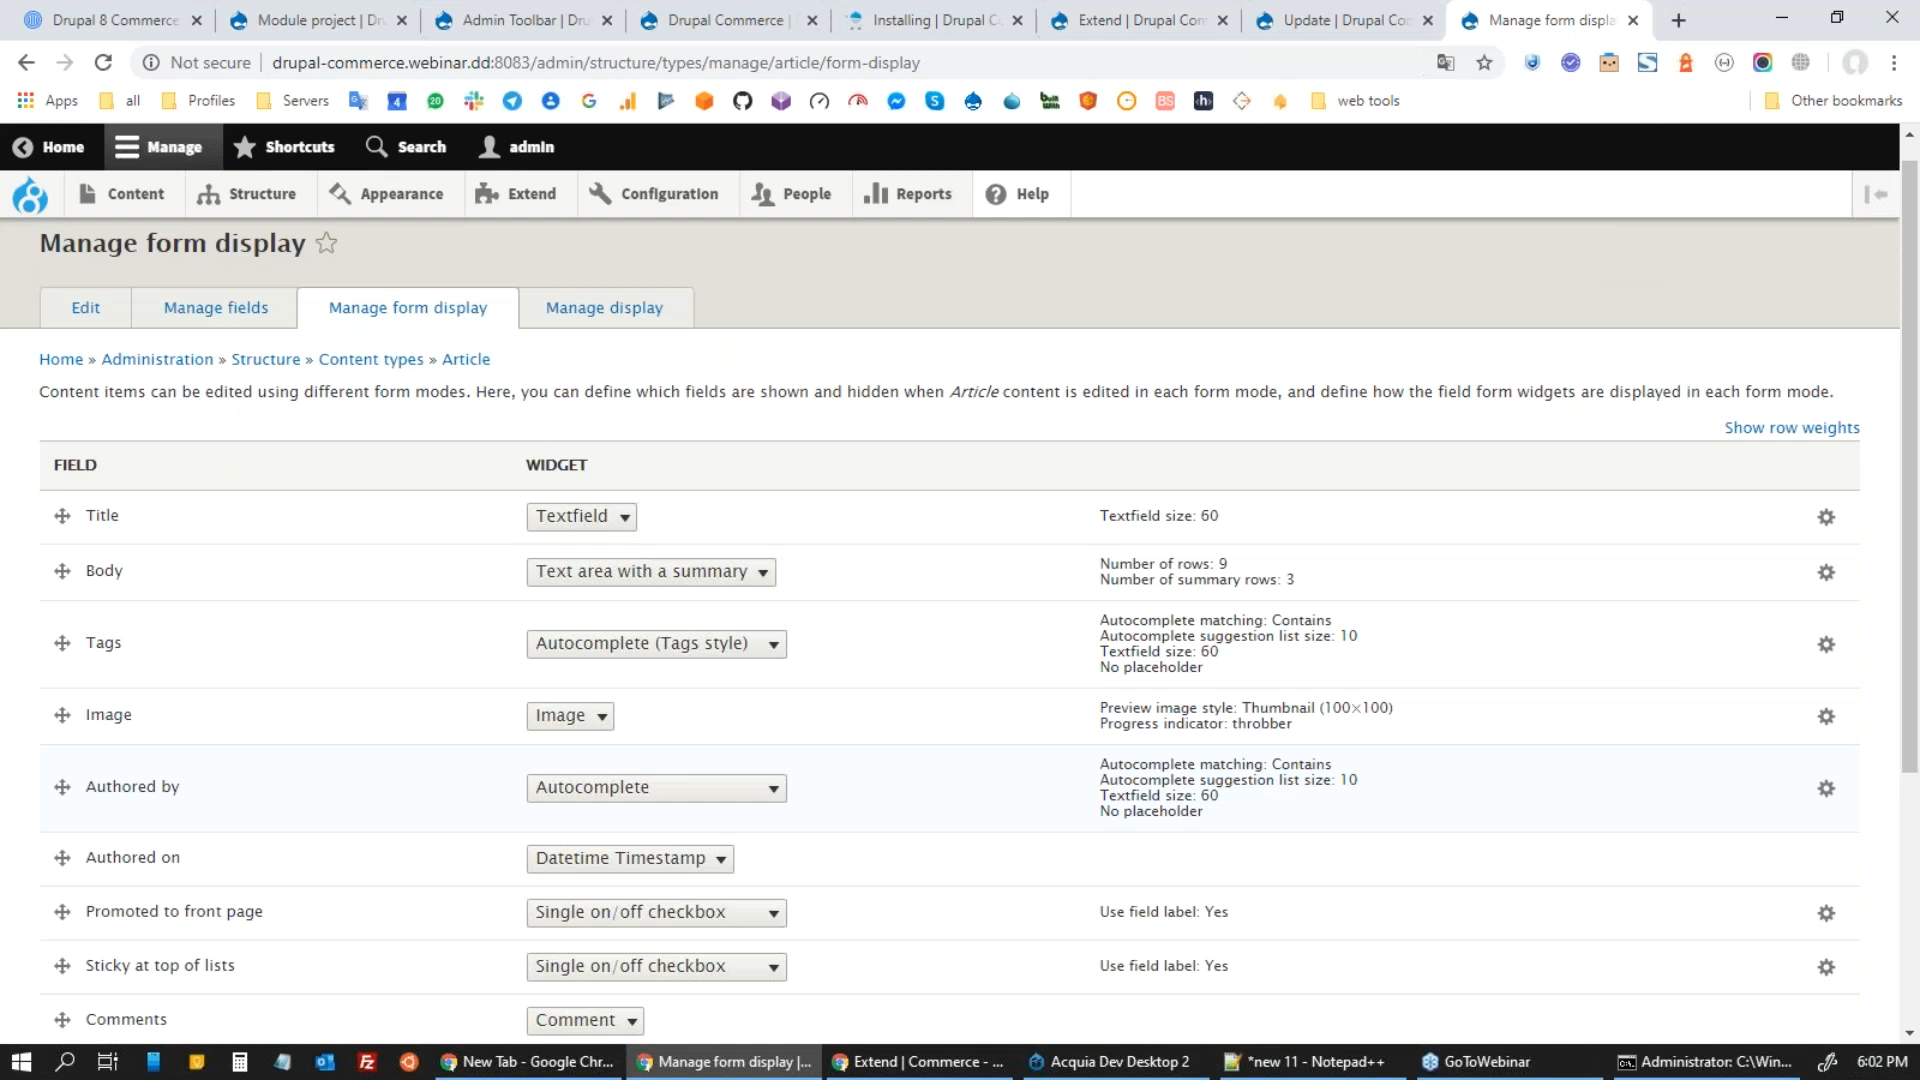 Drupal 8 Commerce
Module project | Dr
Admin Toolbar | Dru
Drupal Commerce |
Installing | Drupal C
Extend | Drupal Com
Update | Drupal Co
Manage form displa
Not secure | drupal-commerce.webinar.dd:8083/admin/structure/types/manage/article/form-display
Apps
all
Profiles
Servers
web tools
Other bookmarks
Home
Manage
Shortcuts
Search
admin
Content
Structure
Appearance
Extend
Configuration
People
Reports
Help
Manage form display
Edit
Manage fields
Manage form display
Manage display
Home » Administration » Structure » Content types » Article
Content items can be edited using different form modes. Here, you can define which fields are shown and hidden when Article content is edited in each form mode, and define how the field form widgets are displayed in each form mode.
Show row weights
FIELD WIDGET
Title
Textfield
Textfield size: 60
Body
Text area with a summary
Number of rows: 9
Number of summary rows: 3
Tags
Autocomplete (Tags style)
Autocomplete matching: Contains
Autocomplete suggestion list size: 10
Textfield size: 60
No placeholder
Image
Image
Preview image style: Thumbnail (100×100)
Progress indicator: throbber
Authored by
Autocomplete
Autocomplete matching: Contains
Autocomplete suggestion list size: 10
Textfield size: 60
No placeholder
Authored on
Datetime Timestamp
Promoted to front page
Single on/off checkbox
Use field label: Yes
Sticky at top of lists
Single on/off checkbox
Use field label: Yes
Comments
Comment
New Tab - Google Chr...
Manage form display |...
Extend | Commerce - ...
Acquia Dev Desktop 2
*new 11 - Notepad++
GoToWebinar
Administrator: C:\Win...
6:02 PM